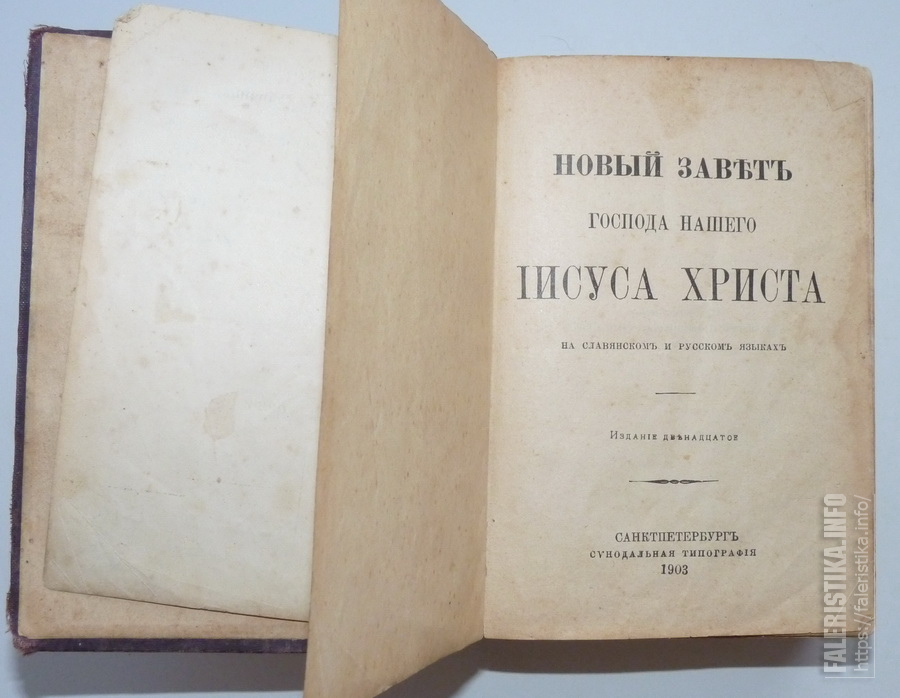 НОВЫЙ ЗАВѢТЪ
ГОСПОДА НАШЕГО
ІИСУСА ХРИСТА
НА СЛАВЯНСКОМЪ И РУССКОМЪ ЯЗЫКАХЪ
Изданіе двѣнадцатое
САНКТПЕТЕРБУРГЪ
СѴНОДАЛЬНАЯ ТИПОГРАФІЯ
1903
FALERISTIKA.INFO
https://faleristika.info/